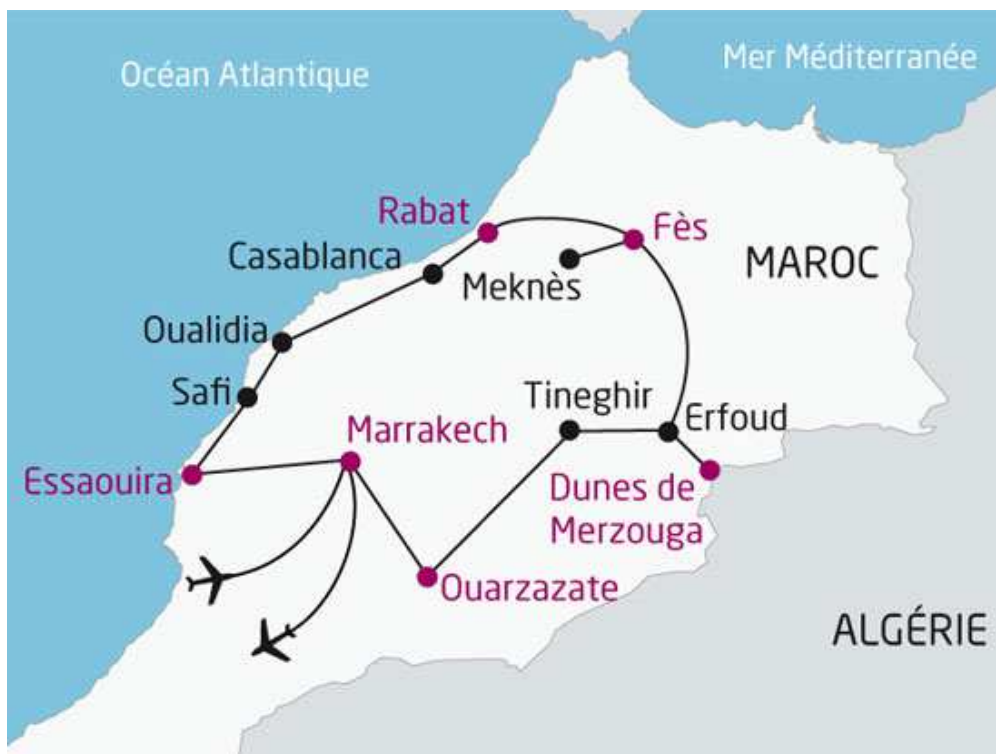 Mer Méditerranée
Océan Atlantique
Rabat
Fès
Casablanca
Meknès
MAROC
Oualidia
Safi
Tineghir
Erfoud
Marrakech
Essaouira
Dunes de
Merzouga
Ouarzazate
ALGÉRIE